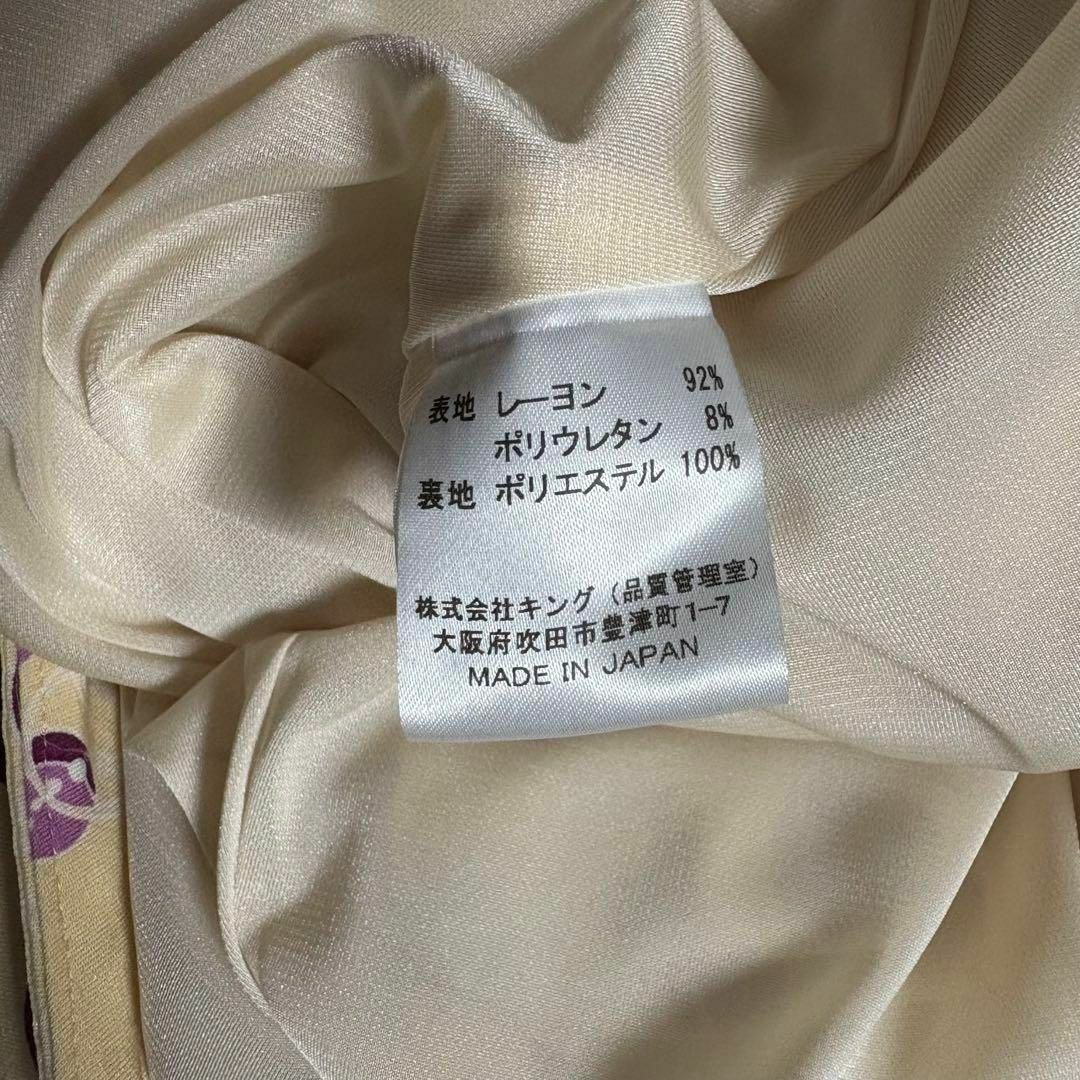 表地 レーヨン 92%
ポリウレタン 8%
表地 ポリエステル 100%
株式会社キング(品質管理室)
大阪府吹田市豊津町1-7
MADE IN JAPAN